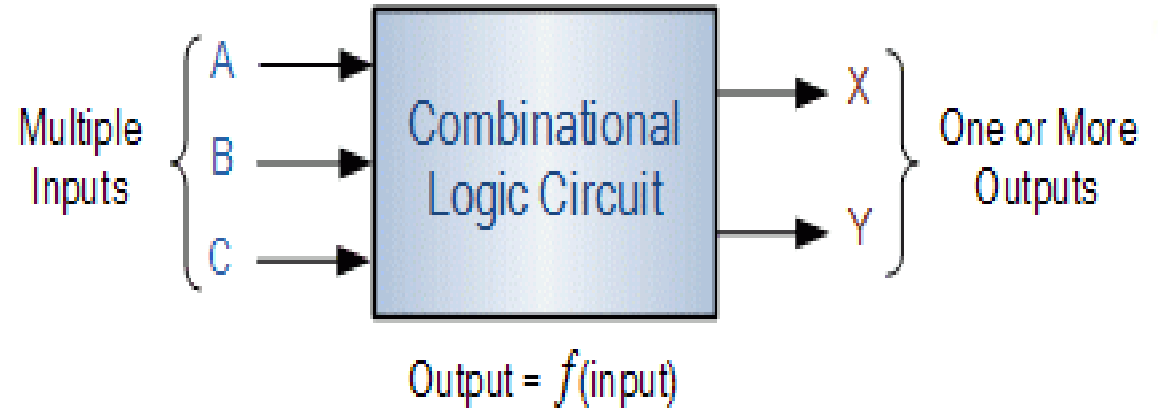 Multiple
Inputs
A
B
C
Combinational
Logic Circuit
X
Y
One or More
Outputs
Output = f(input)